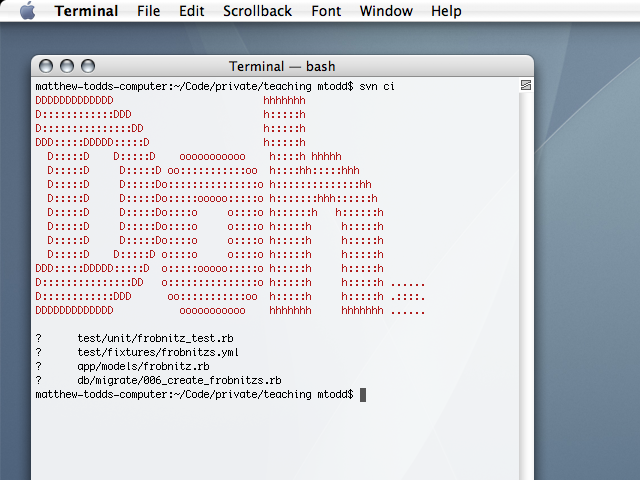 Terminal File Edit Scrollback Font Window Help
Terminal — bash
matthew-todds-computer:~/Code/private/teaching mtodd$ svn ci
DDDDDDDDDDDDD                         hhhhhhh
D::::::::::::DDD                      h:::::h
D:::::::::::::::DD                    h:::::h
DDD:::::DDDDD:::::D                   h:::::h
  D:::::D    D:::::D    ooooooooooo    h::::h hhhhh
  D:::::D     D:::::D oo:::::::::::oo  h::::hh:::::hhh
  D:::::D     D:::::Do:::::::::::::::o h::::::::::::::hh
  D:::::D     D:::::Do:::::ooooo:::::o h:::::::hhh::::::h
  D:::::D     D:::::Do::::o     o::::o h::::::h   h::::::h
  D:::::D     D:::::Do::::o     o::::o h:::::h     h:::::h
  D:::::D     D:::::Do::::o     o::::o h:::::h     h:::::h
  D:::::D    D:::::D o::::o     o::::o h:::::h     h:::::h
DDD:::::DDDDD:::::D  o:::::ooooo:::::o h:::::h     h:::::h ......
D:::::::::::::::DD   o:::::::::::::::o h:::::h     h:::::h .::::.
D::::::::::::DDD      oo:::::::::::oo  h:::::h     h:::::h .::::.
DDDDDDDDDDDDD           ooooooooooo    hhhhhhh     hhhhhhh ......
?      test/unit/frobnitz_test.rb
?      test/fixtures/frobnitzs.yml
?      app/models/frobnitz.rb
?      db/migrate/006_create_frobnitzs.rb
matthew-todds-computer:~/Code/private/teaching mtodd$